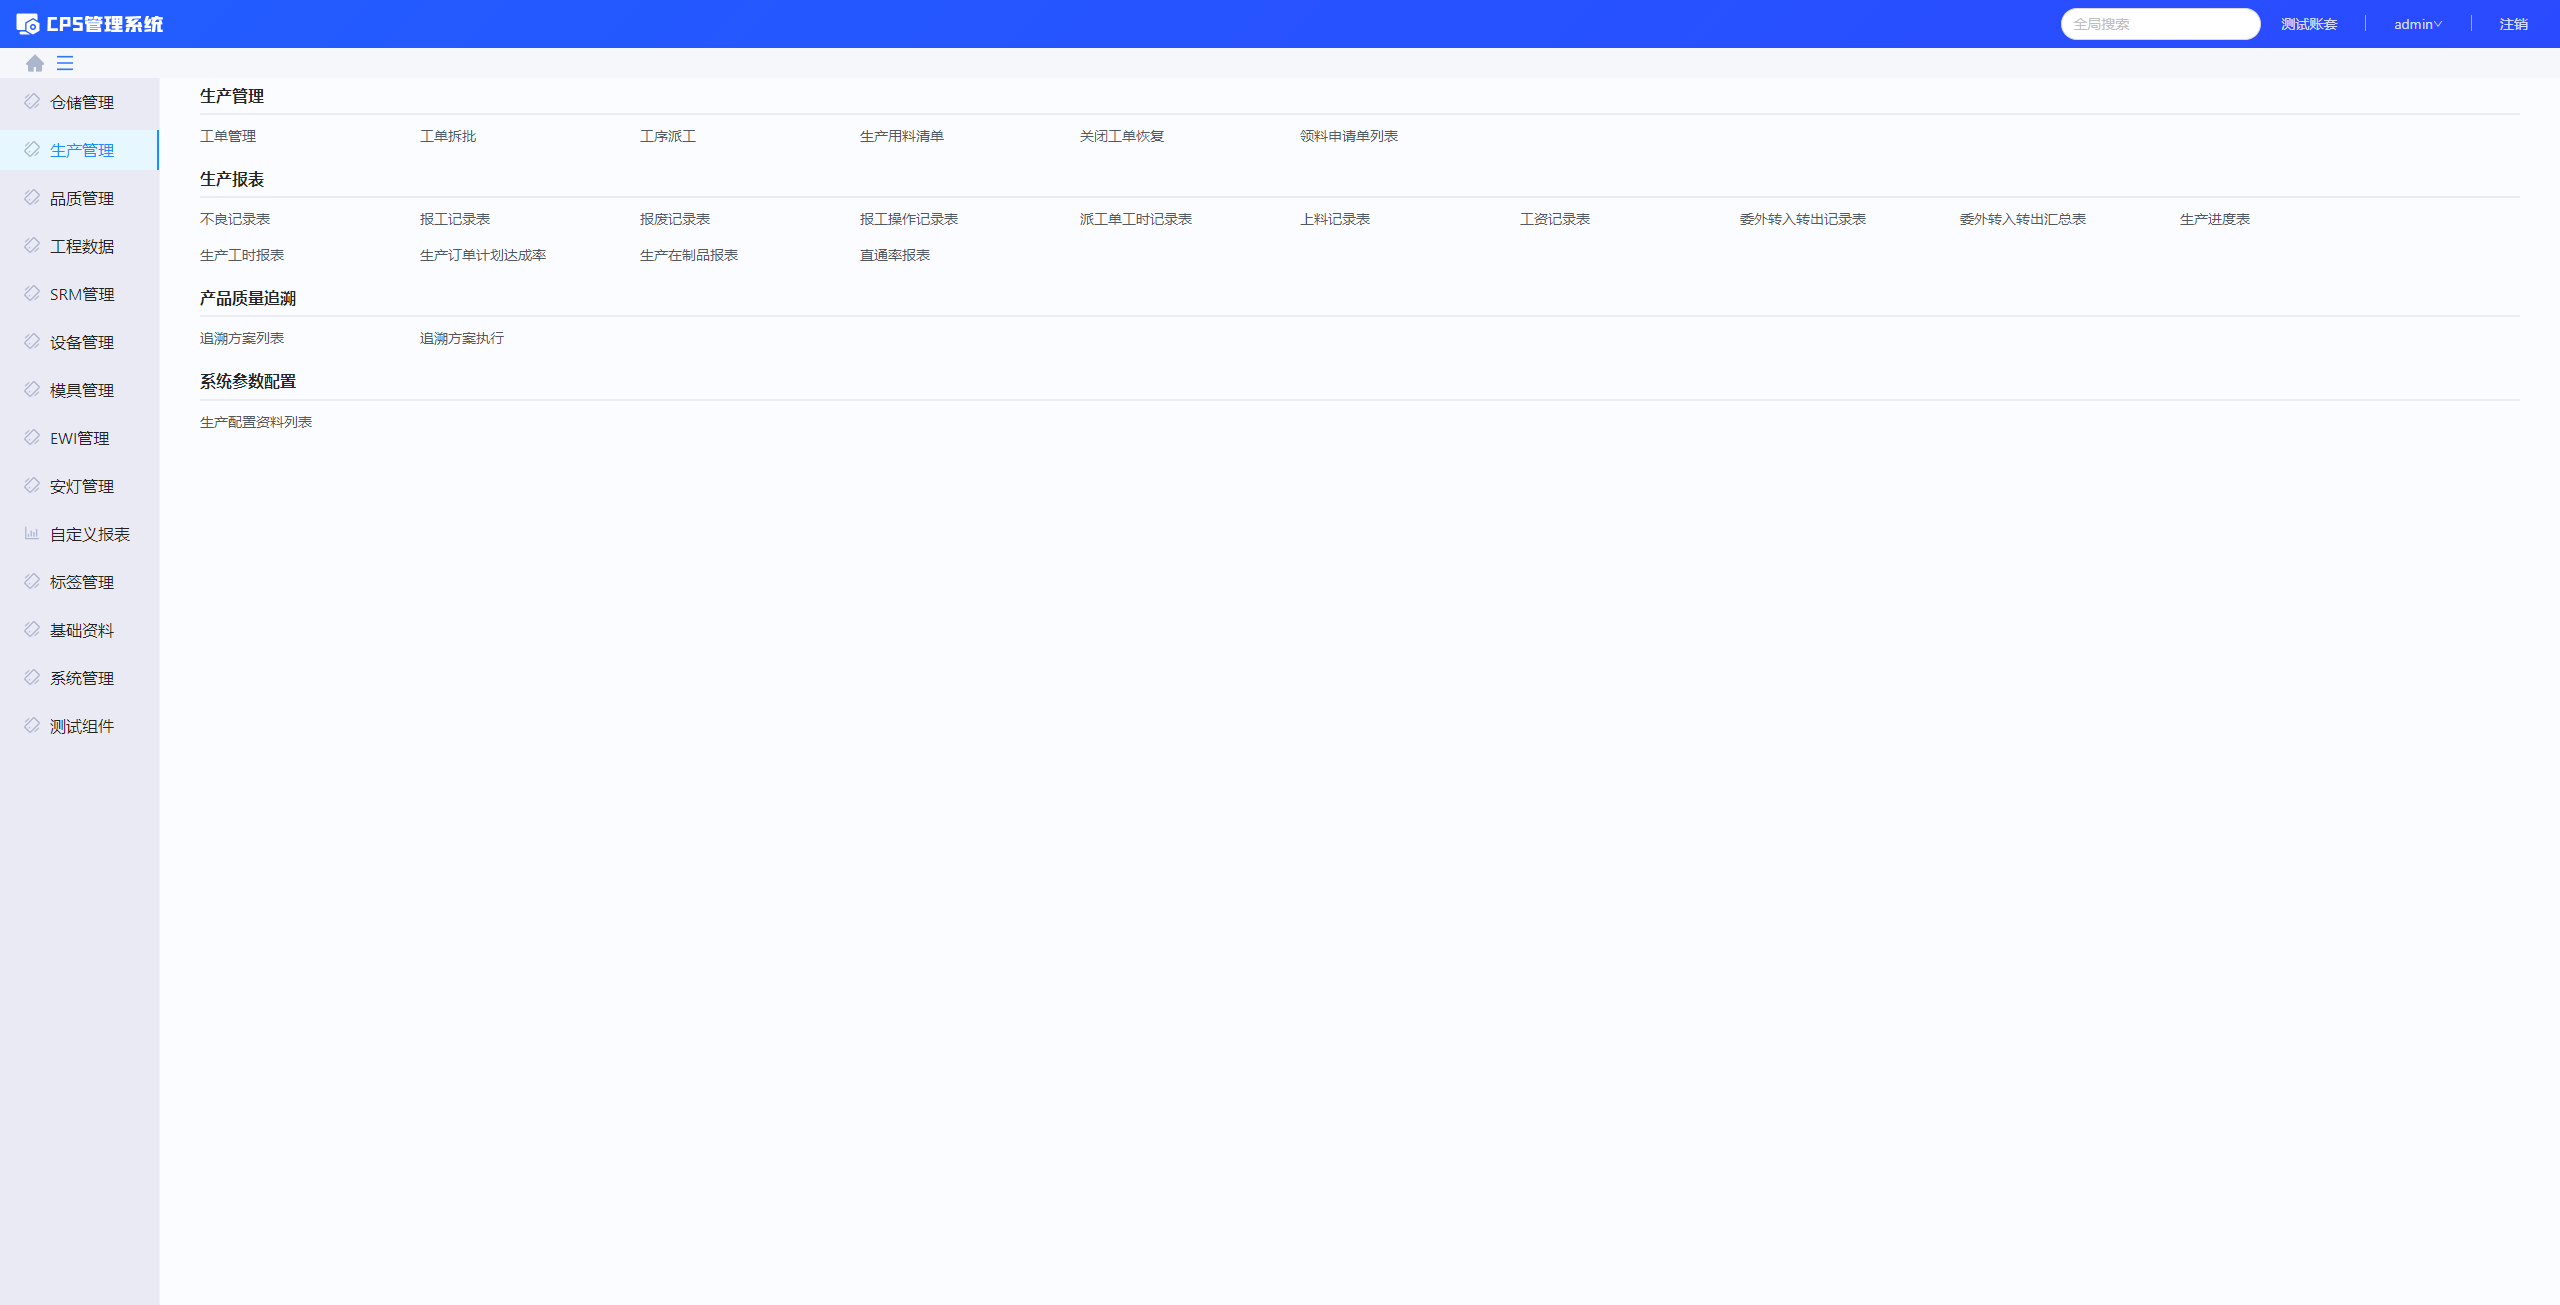 CPS管理系统
全局搜索 测试账套 admin 注销
仓储管理
生产管理
品质管理
工程数据
SRM管理
设备管理
模具管理
EWI管理
安灯管理
自定义报表
标签管理
基础资料
系统管理
测试组件
生产管理
工单管理 工单拆批 工序派工 生产用料清单 关闭工单恢复 领料申请单列表
生产报表
不良记录表 报工记录表 报废记录表 报工操作记录表 派工单工时记录表 上料记录表 工资记录表 委外转入转出记录表 委外转入转出汇总表 生产进度表
生产工时报表 生产订单计划达成率 生产在制品报表 直通率报表
产品质量追溯
追溯方案列表 追溯方案执行
系统参数配置
生产配置资料列表